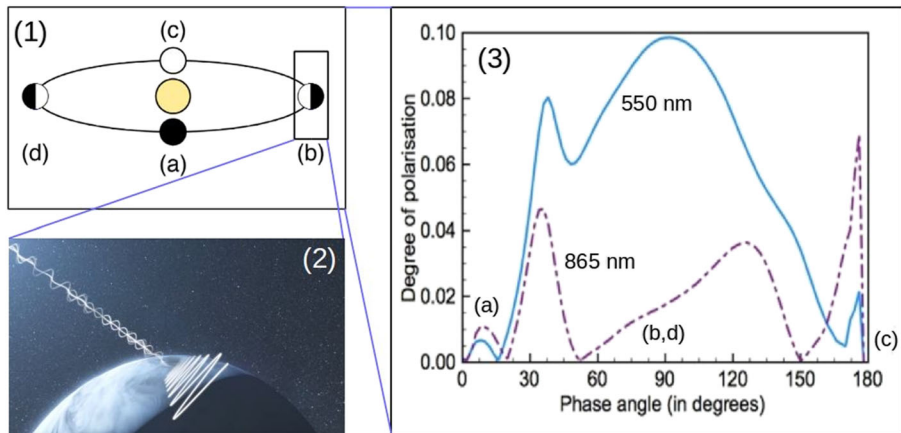 (1)
(c)
(d)
(a)
(b)
(2)
(3)
550 nm
865 nm
(a)
(b,d)
(c)
Degree of polarisation
0.10
0.08
0.06
0.04
0.02
0.00
0 30 60 90 120 150 180
Phase angle (in degrees)